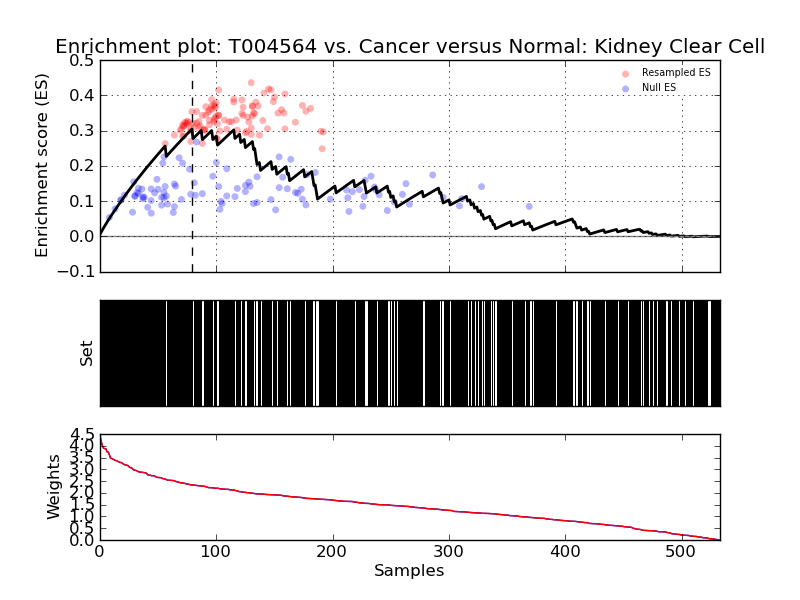 Enrichment plot: T004564 vs. Cancer versus Normal: Kidney Clear Cell
Enrichment score (ES)
0.5
0.4
0.3
0.2
0.1
0.0
−0.1
Resampled ES
Null ES
Set
Weights
4.5
4.0
3.5
3.0
2.5
2.0
1.5
1.0
0.5
0.0
0 100 200 300 400 500
Samples